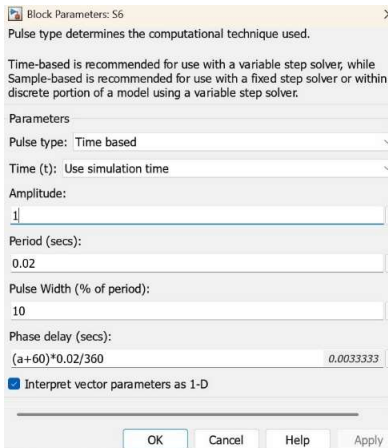 Block Parameters: S6
Pulse type determines the computational technique used.
Time-based is recommended for use with a variable step solver, while
Sample-based is recommended for use with a fixed step solver or within
discrete portion of a model using a variable step solver.
Parameters
Pulse type: Time based
Time (t): Use simulation time
Amplitude:
1
Period (secs):
0.02
Pulse Width (% of period):
10
Phase delay (secs):
(a+60)*0.02/360 0.0033333
Interpret vector parameters as 1-D
OK Cancel Help Apply